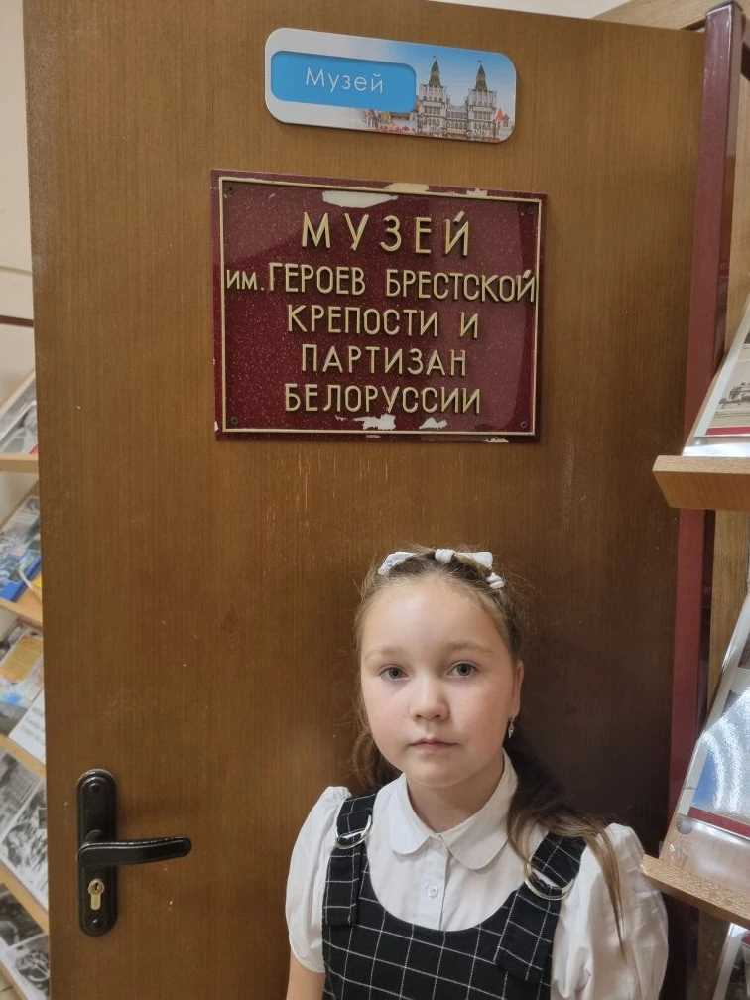 Музей
МУЗЕЙ
им. ГЕРОЕВ БРЕСТСКОЙ
КРЕПОСТИ И
ПАРТИЗАН
БЕЛОРУССИИ